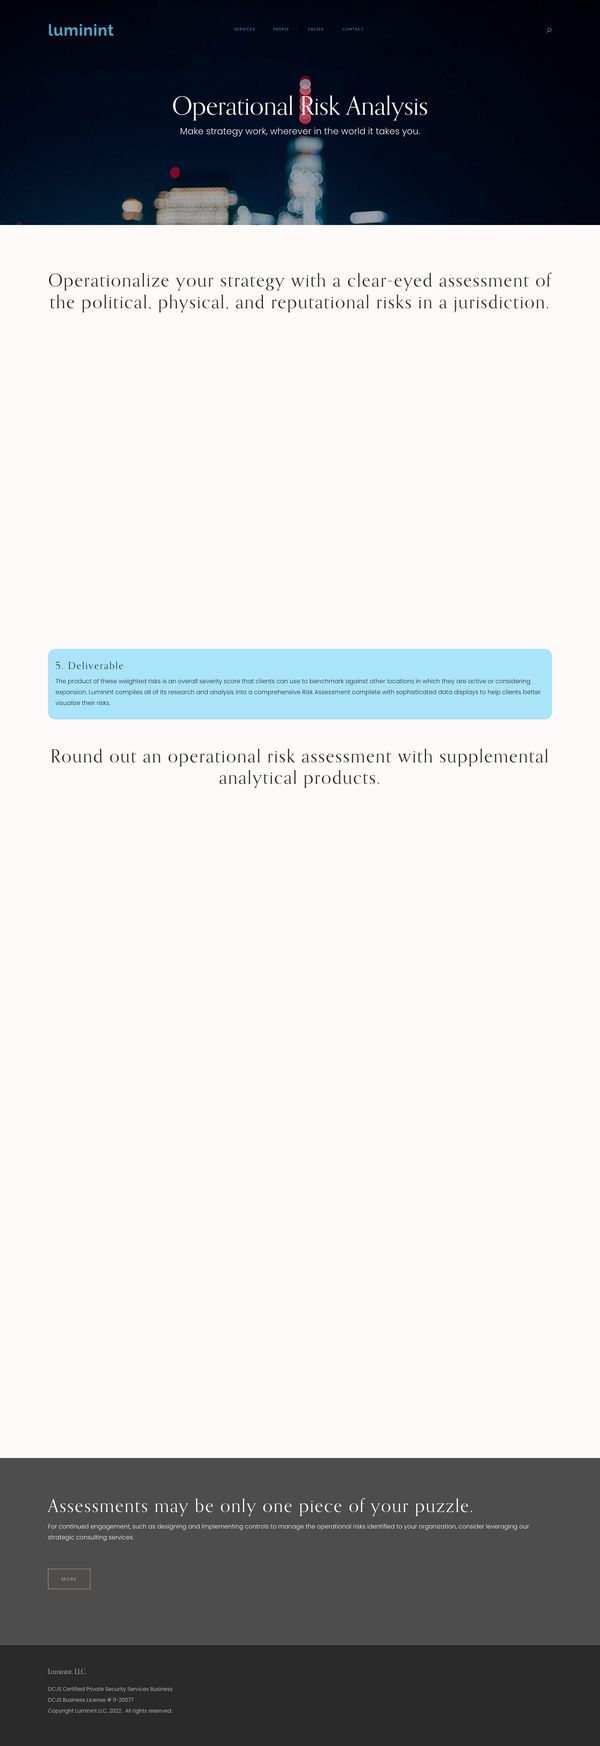 luminint
SERVICES PEOPLE VALUES CONTACT
Operational Risk Analysis
Make strategy work, wherever in the world it takes you.
Operationalize your strategy with a clear-eyed assessment of
the political, physical, and reputational risks in a jurisdiction.
5. Deliverable
The product of these weighted risks is an overall severity score that clients can use to benchmark against other locations in which they are active or considering
expansion. Luminint compiles all of its research and analysis into a comprehensive Risk Assessment complete with sophisticated data displays to help clients better
visualize their risks.
Round out an operational risk assessment with supplemental
analytical products.
Assessments may be only one piece of your puzzle.
For continued engagement, such as designing and implementing controls to manage the operational risks identified to your organization, consider leveraging our
strategic consulting services.
MORE
Luminint, LLC
DCJS Certified Private Security Services Business
DCJS Business License # 11-20077
Copyright Luminint LLC, 2022. All rights reserved.